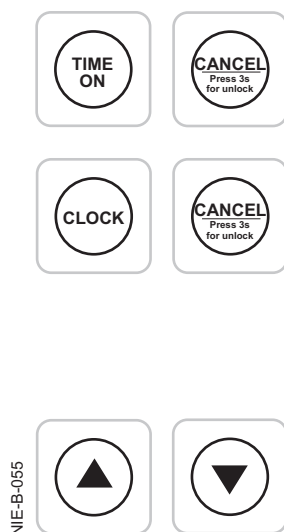 TIME
ON
CANCEL
Press 3s
for unlock
CLOCK
CANCEL
Press 3s
for unlock
NIE-B-055